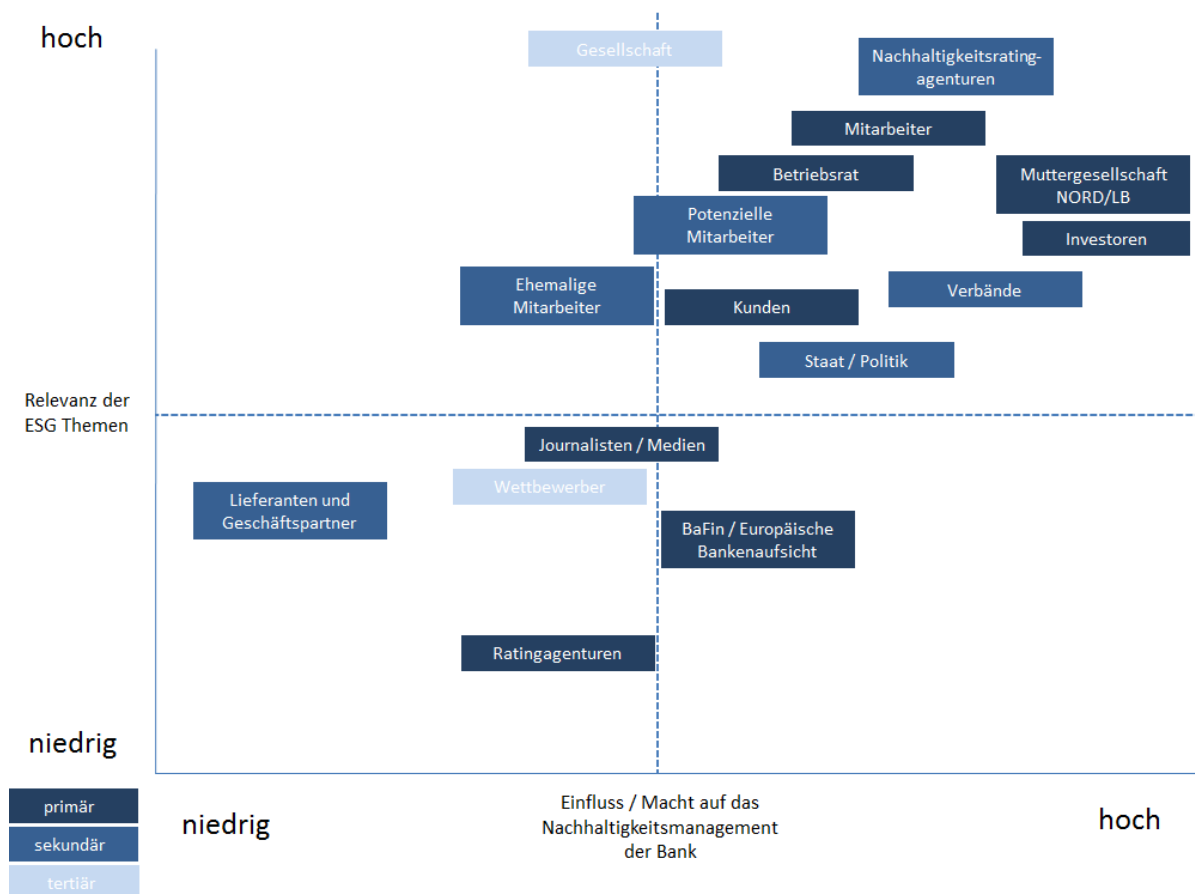 hoch
Gesellschaft
Nachhaltigkeitsrating-
agenturen
Mitarbeiter
Betriebsrat
Muttergesellschaft
NORD/LB
Potenzielle
Mitarbeiter
Investoren
Ehemalige
Mitarbeiter
Kunden
Verbände
Staat / Politik
Relevanz der
ESG Themen
Journalisten / Medien
Wettbewerber
Lieferanten und
Geschäftspartner
BaFin / Europäische
Bankenaufsicht
Ratingagenturen
niedrig
primär
sekundär
tertiär
niedrig
Einfluss / Macht auf das
Nachhaltigkeitsmanagement
der Bank
hoch